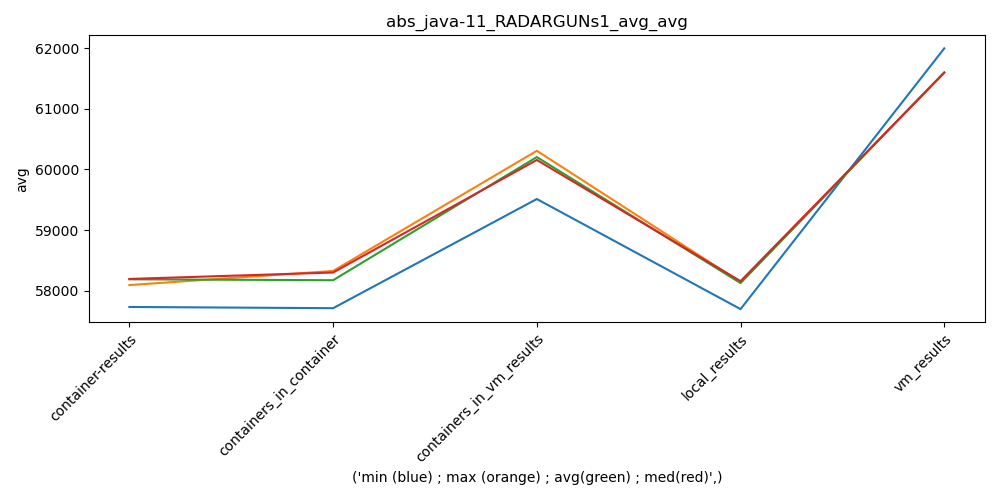 abs_java-11_RADARGUNs1_avg_avg
62000
61000
60000
59000
58000
avg
container-results
containers_in_container
containers_in_vm_results
local_results
vm_results
('min (blue) ; max (orange) ; avg(green) ; med(red)',)